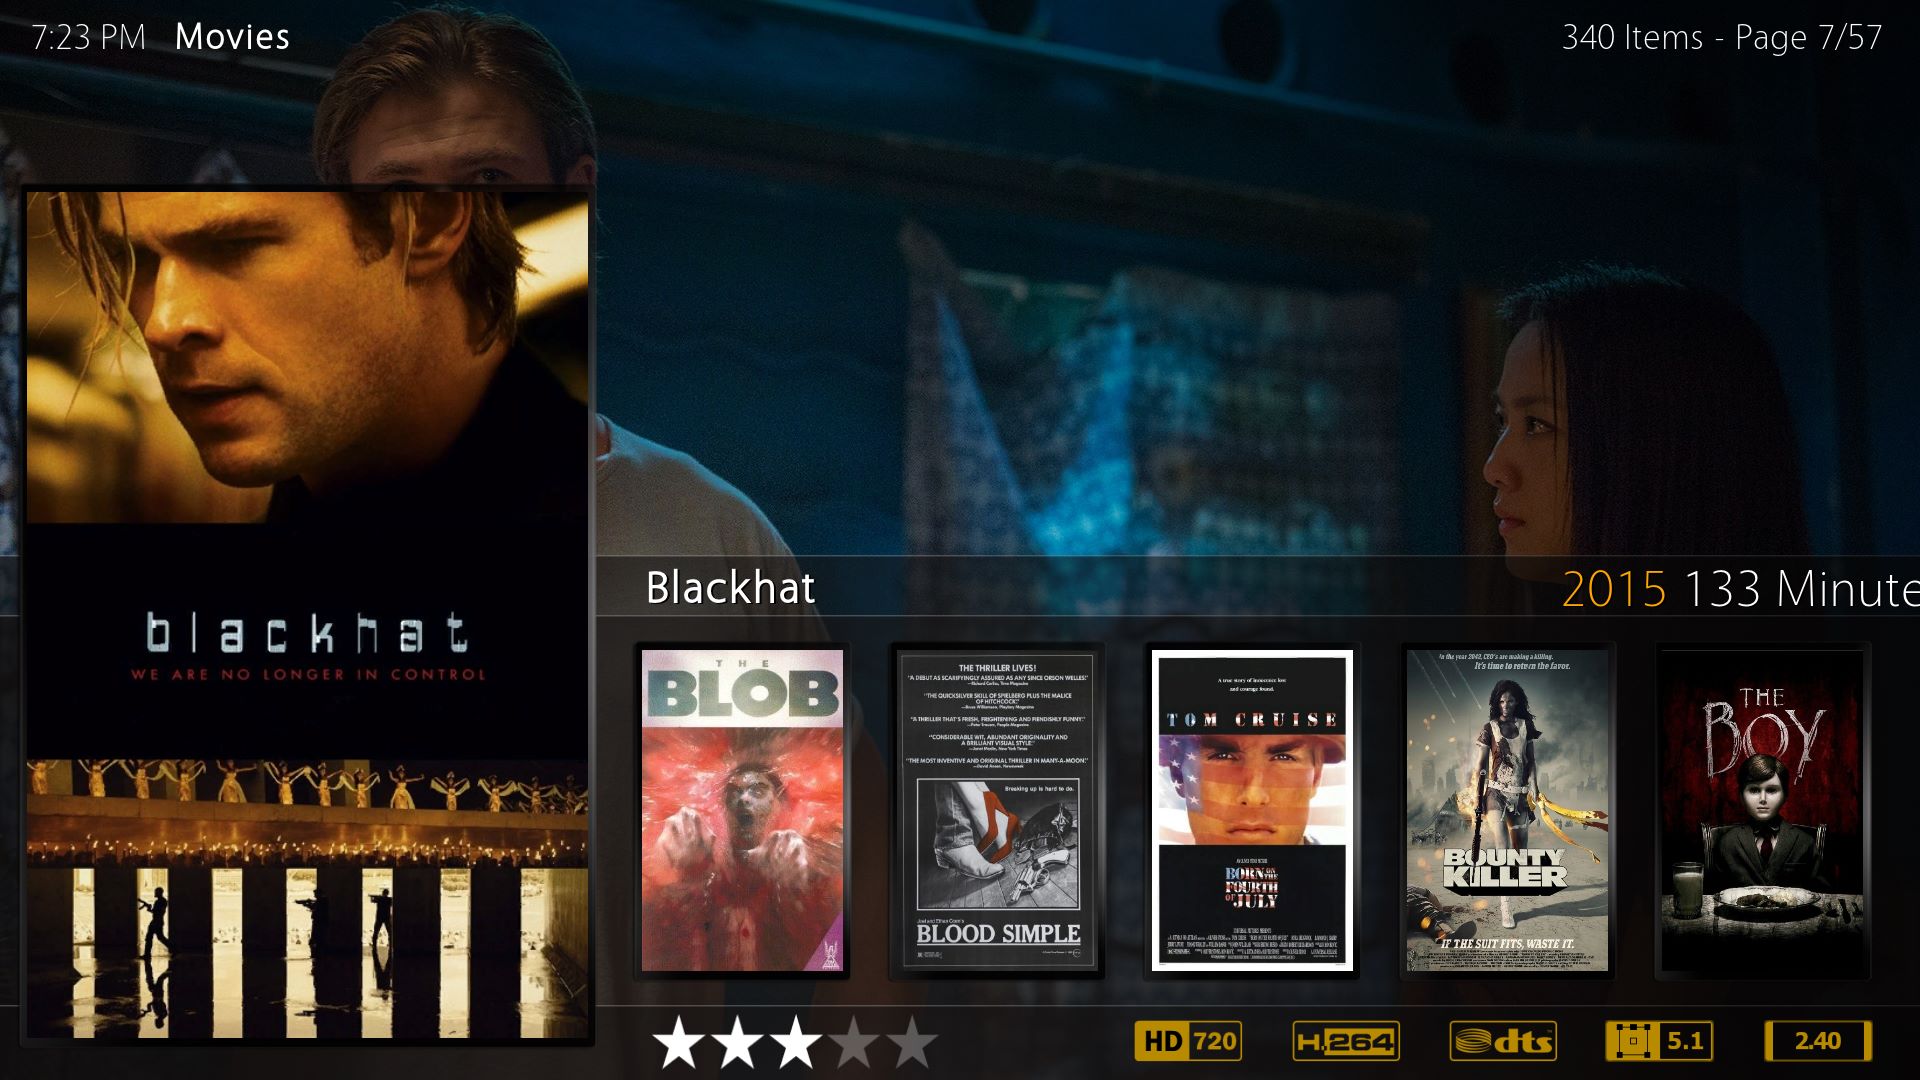 7:23 PM Movies
340 Items - Page 7/57
blackhat
WE ARE NO LONGER IN CONTROL
Blackhat
2015 133 Minute
THE
BLOB
THE THRILLER LIVES!
"A DEBUT AS SCARIFYINGLY ASSURED AS ANY SINCE ORSON WELLES."
"THE QUICKSILVER SKILL OF SPIELBERG PLUS THE MALICE
OF HITCHCOCK."
"A THRILLER THAT'S FRESH, FRIGHTENING AND FIENDISHLY FUNNY."
"CONSIDERABLE WIT, ABUNDANT ORIGINALITY AND
A BRILLIANT VISUAL STYLE."
"THE MOST INVENTIVE AND ORIGINAL THRILLER IN MANY-A-MOON."
Breaking up is hard to do.
Joel and Ethan Coen's
BLOOD SIMPLE
A true story of innocence lost
and courage found.
TOM CRUISE
BORN ON THE
FOURTH
OF JULY
In the year 2042, CEO's are making a killing.
It's time to return the favor.
BOUNTY
KILLER
IF THE SUIT FITS, WASTE IT.
THE
BOY
HD 720
H.264
dts
5.1
2.40